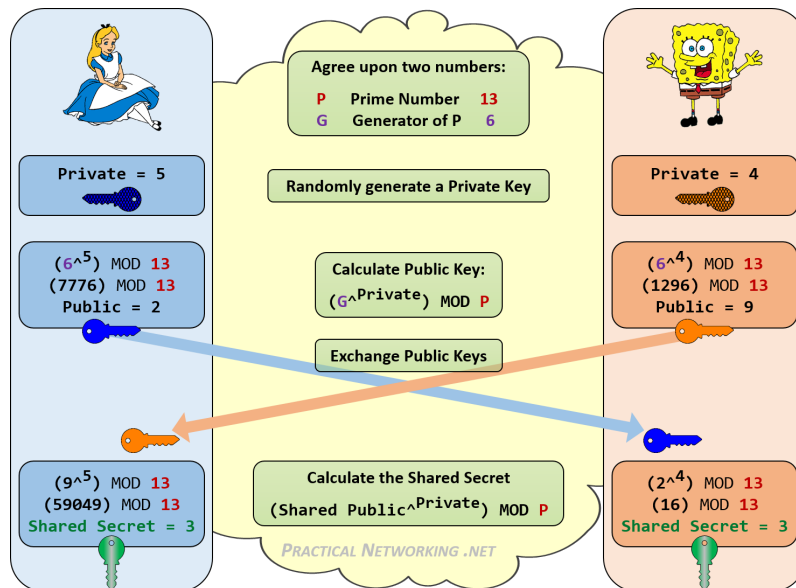 Agree upon two numbers:
P Prime Number 13
G Generator of P 6
Private = 5
Randomly generate a Private Key
Private = 4
(6^5) MOD 13
(7776) MOD 13
Public = 2
Calculate Public Key:
(G^Private) MOD P
(6^4) MOD 13
(1296) MOD 13
Public = 9
Exchange Public Keys
(9^5) MOD 13
(59049) MOD 13
Shared Secret = 3
Calculate the Shared Secret
(Shared Public^Private) MOD P
(2^4) MOD 13
(16) MOD 13
Shared Secret = 3
PRACTICAL NETWORKING .NET